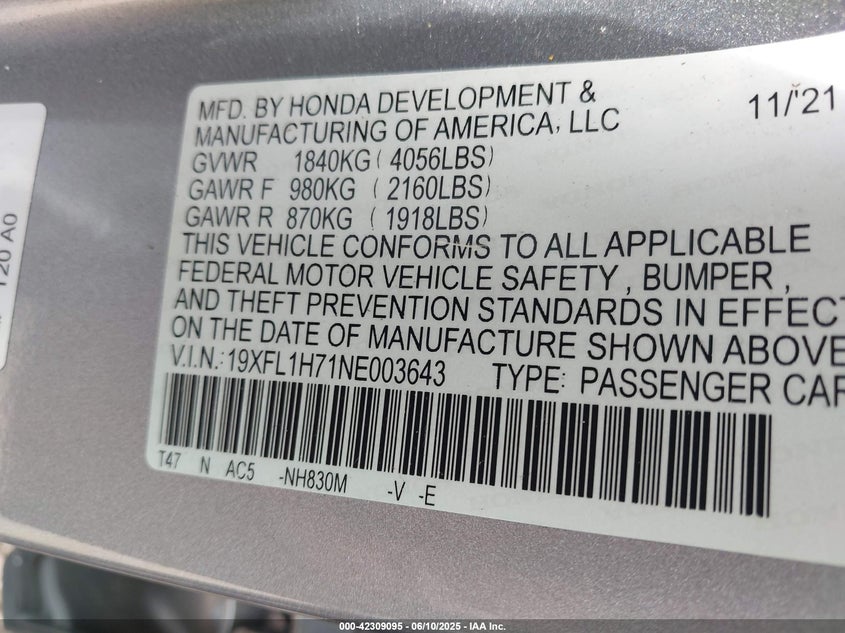 MFD. BY HONDA DEVELOPMENT &
MANUFACTURING OF AMERICA, LLC
11/'21
GVWR 1840KG ( 4056LBS)
GAWR F 980KG ( 2160LBS)
GAWR R 870KG ( 1918LBS)
THIS VEHICLE CONFORMS TO ALL APPLICABLE
FEDERAL MOTOR VEHICLE SAFETY , BUMPER ,
AND THEFT PREVENTION STANDARDS IN EFFECT
ON THE DATE OF MANUFACTURE SHOWN ABOVE
V.I.N.: 19XFL1H71NE003643 TYPE: PASSENGER CAR
T47 N AC5 -NH830M -V -E
120 A0
000-42309095 - 06/10/2025 - IAA Inc.